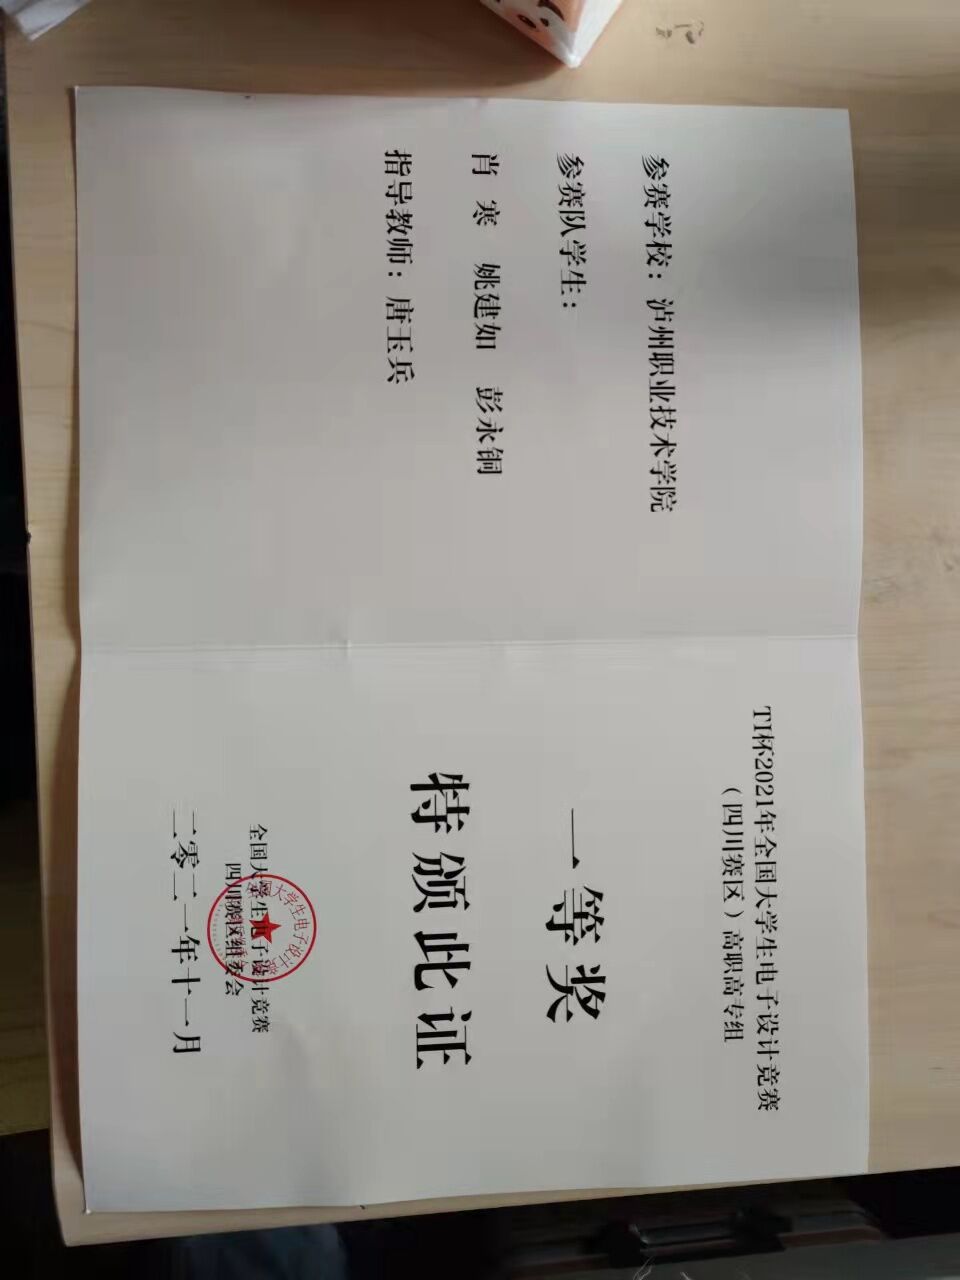 参赛学校：泸州职业技术学院
参赛队学生：
肖 寒 姚建如 彭永铜
指导教师：唐玉兵
TI杯2021年全国大学生电子设计竞赛
（四川赛区）高职高专组
一等奖
特颁此证
全国大学生电子设计竞赛
四川赛区组委会
二零二一年十一月